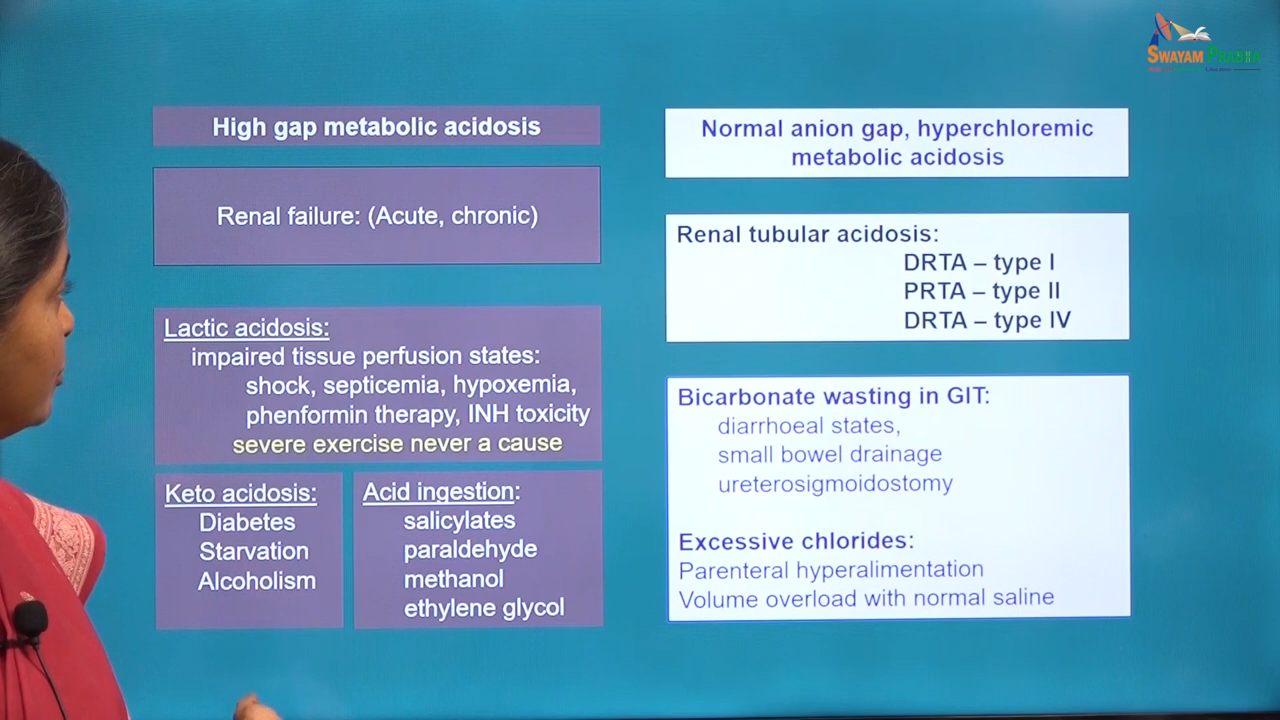 SWAYAM PRABHA
High gap metabolic acidosis
Renal failure: (Acute, chronic)
Lactic acidosis:
impaired tissue perfusion states:
shock, septicemia, hypoxemia,
phenformin therapy, INH toxicity
severe exercise never a cause
Keto acidosis:
Diabetes
Starvation
Alcoholism
Acid ingestion:
salicylates
paraldehyde
methanol
ethylene glycol
Normal anion gap, hyperchloremic
metabolic acidosis
Renal tubular acidosis:
DRTA – type I
PRTA – type II
DRTA – type IV
Bicarbonate wasting in GIT:
diarrhoeal states,
small bowel drainage
ureterosigmoidostomy
Excessive chlorides:
Parenteral hyperalimentation
Volume overload with normal saline